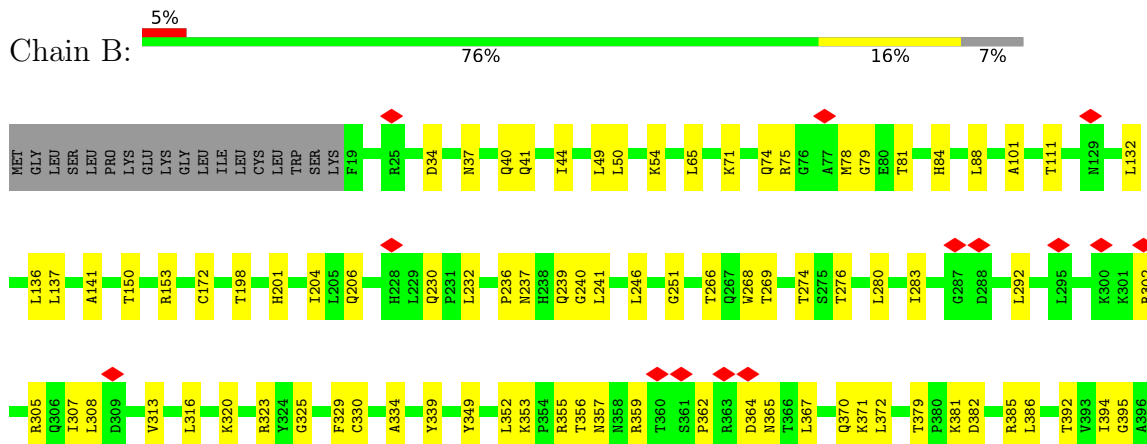 5%
Chain B:
76% 16% 7%
MET GLY LEU SER LEU PRO LYS GLU LYS GLY LEU ILE LEU CYS LEU TRP SER LYS F19 R25 D34 N37 Q40 Q41 I44 L49 L50 K54 L65 K71 Q74 R75 G76 A77 M78 G79 E80 T81 H84 L88 A101 T111 N129 L132
L136 L137 A141 T150 R153 C172 T198 H201 I204 L205 Q206 H228 L229 Q230 P231 L232 P236 N237 H238 Q239 G240 L241 L246 G251 T266 Q267 W268 T269 T274 S275 T276 L280 I283 G287 D288 L292 L295 K300 K301
R305 Q306 I307 L308 D309 V313 L316 K320 R323 Y324 G325 F329 C330 A334 Y339 Y349 L352 K353 P354 R355 T356 N357 N358 R359 T360 S361 P362 R363 D364 N365 T366 L367 Q370 K371 L372 T379 P380 K381 D382 R385 L386 T392 V393 I394 G395 A396